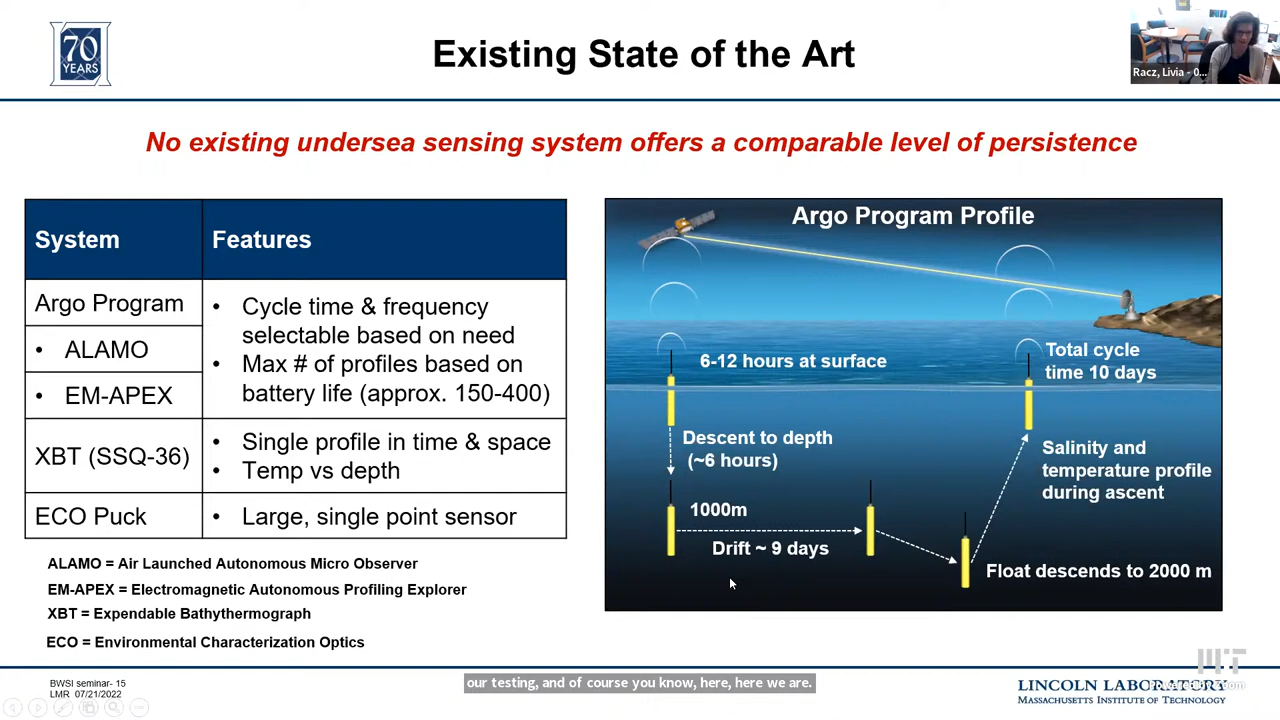 70
YEARS
Existing State of the Art
Racz, Livia - 0...
No existing undersea sensing system offers a comparable level of persistence
System
Features
Argo Program
• ALAMO
• EM-APEX
• Cycle time & frequency
selectable based on need
• Max # of profiles based on
battery life (approx. 150-400)
XBT (SSQ-36)
• Single profile in time & space
• Temp vs depth
ECO Puck
• Large, single point sensor
ALAMO = Air Launched Autonomous Micro Observer
EM-APEX = Electromagnetic Autonomous Profiling Explorer
XBT = Expendable Bathythermograph
ECO = Environmental Characterization Optics
Argo Program Profile
6-12 hours at surface
Total cycle
time 10 days
Descent to depth
(~6 hours)
Salinity and
temperature profile
during ascent
1000m
Drift ~ 9 days
Float descends to 2000 m
BWSI seminar- 15
LMR 07/21/2022
our testing, and of course you know, here, here we are.
MIT
LINCOLN LABORATORY
MASSACHUSETTS INSTITUTE OF TECHNOLOGY